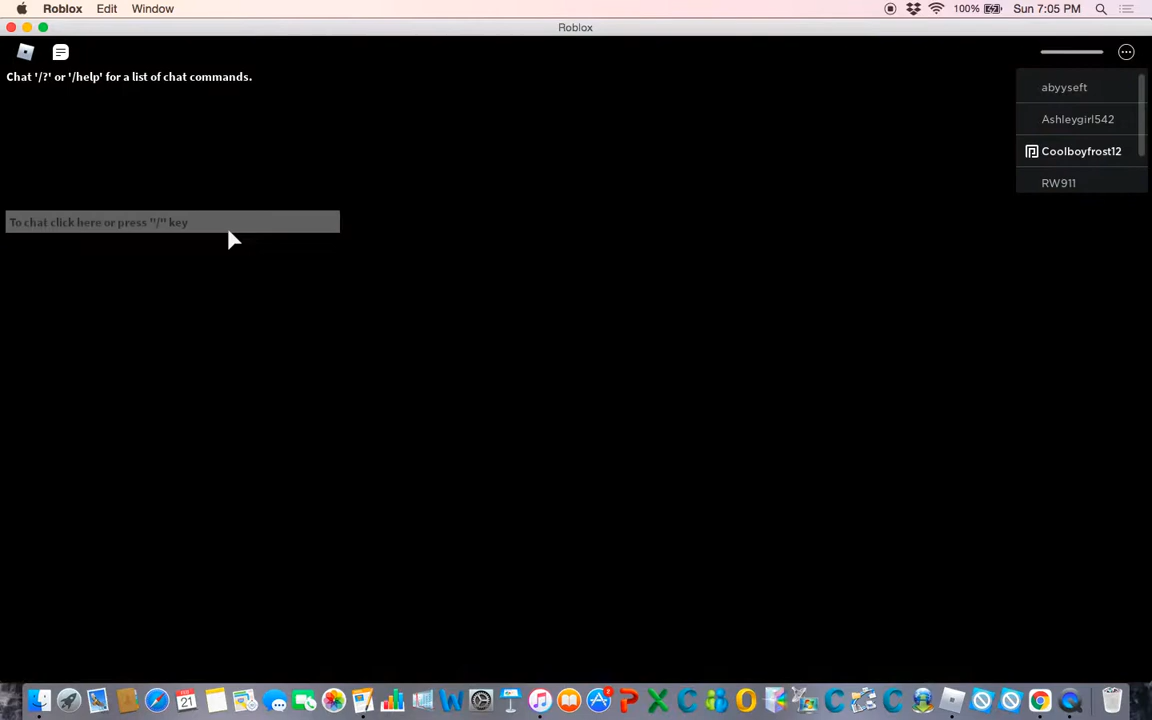 Roblox Edit Window 100% Sun 7:05 PM
Roblox
Chat '/?' or '/help' for a list of chat commands.
abyyseft
Ashleygirl542
Coolboyfrost12
RW911
To chat click here or press "/" key
21